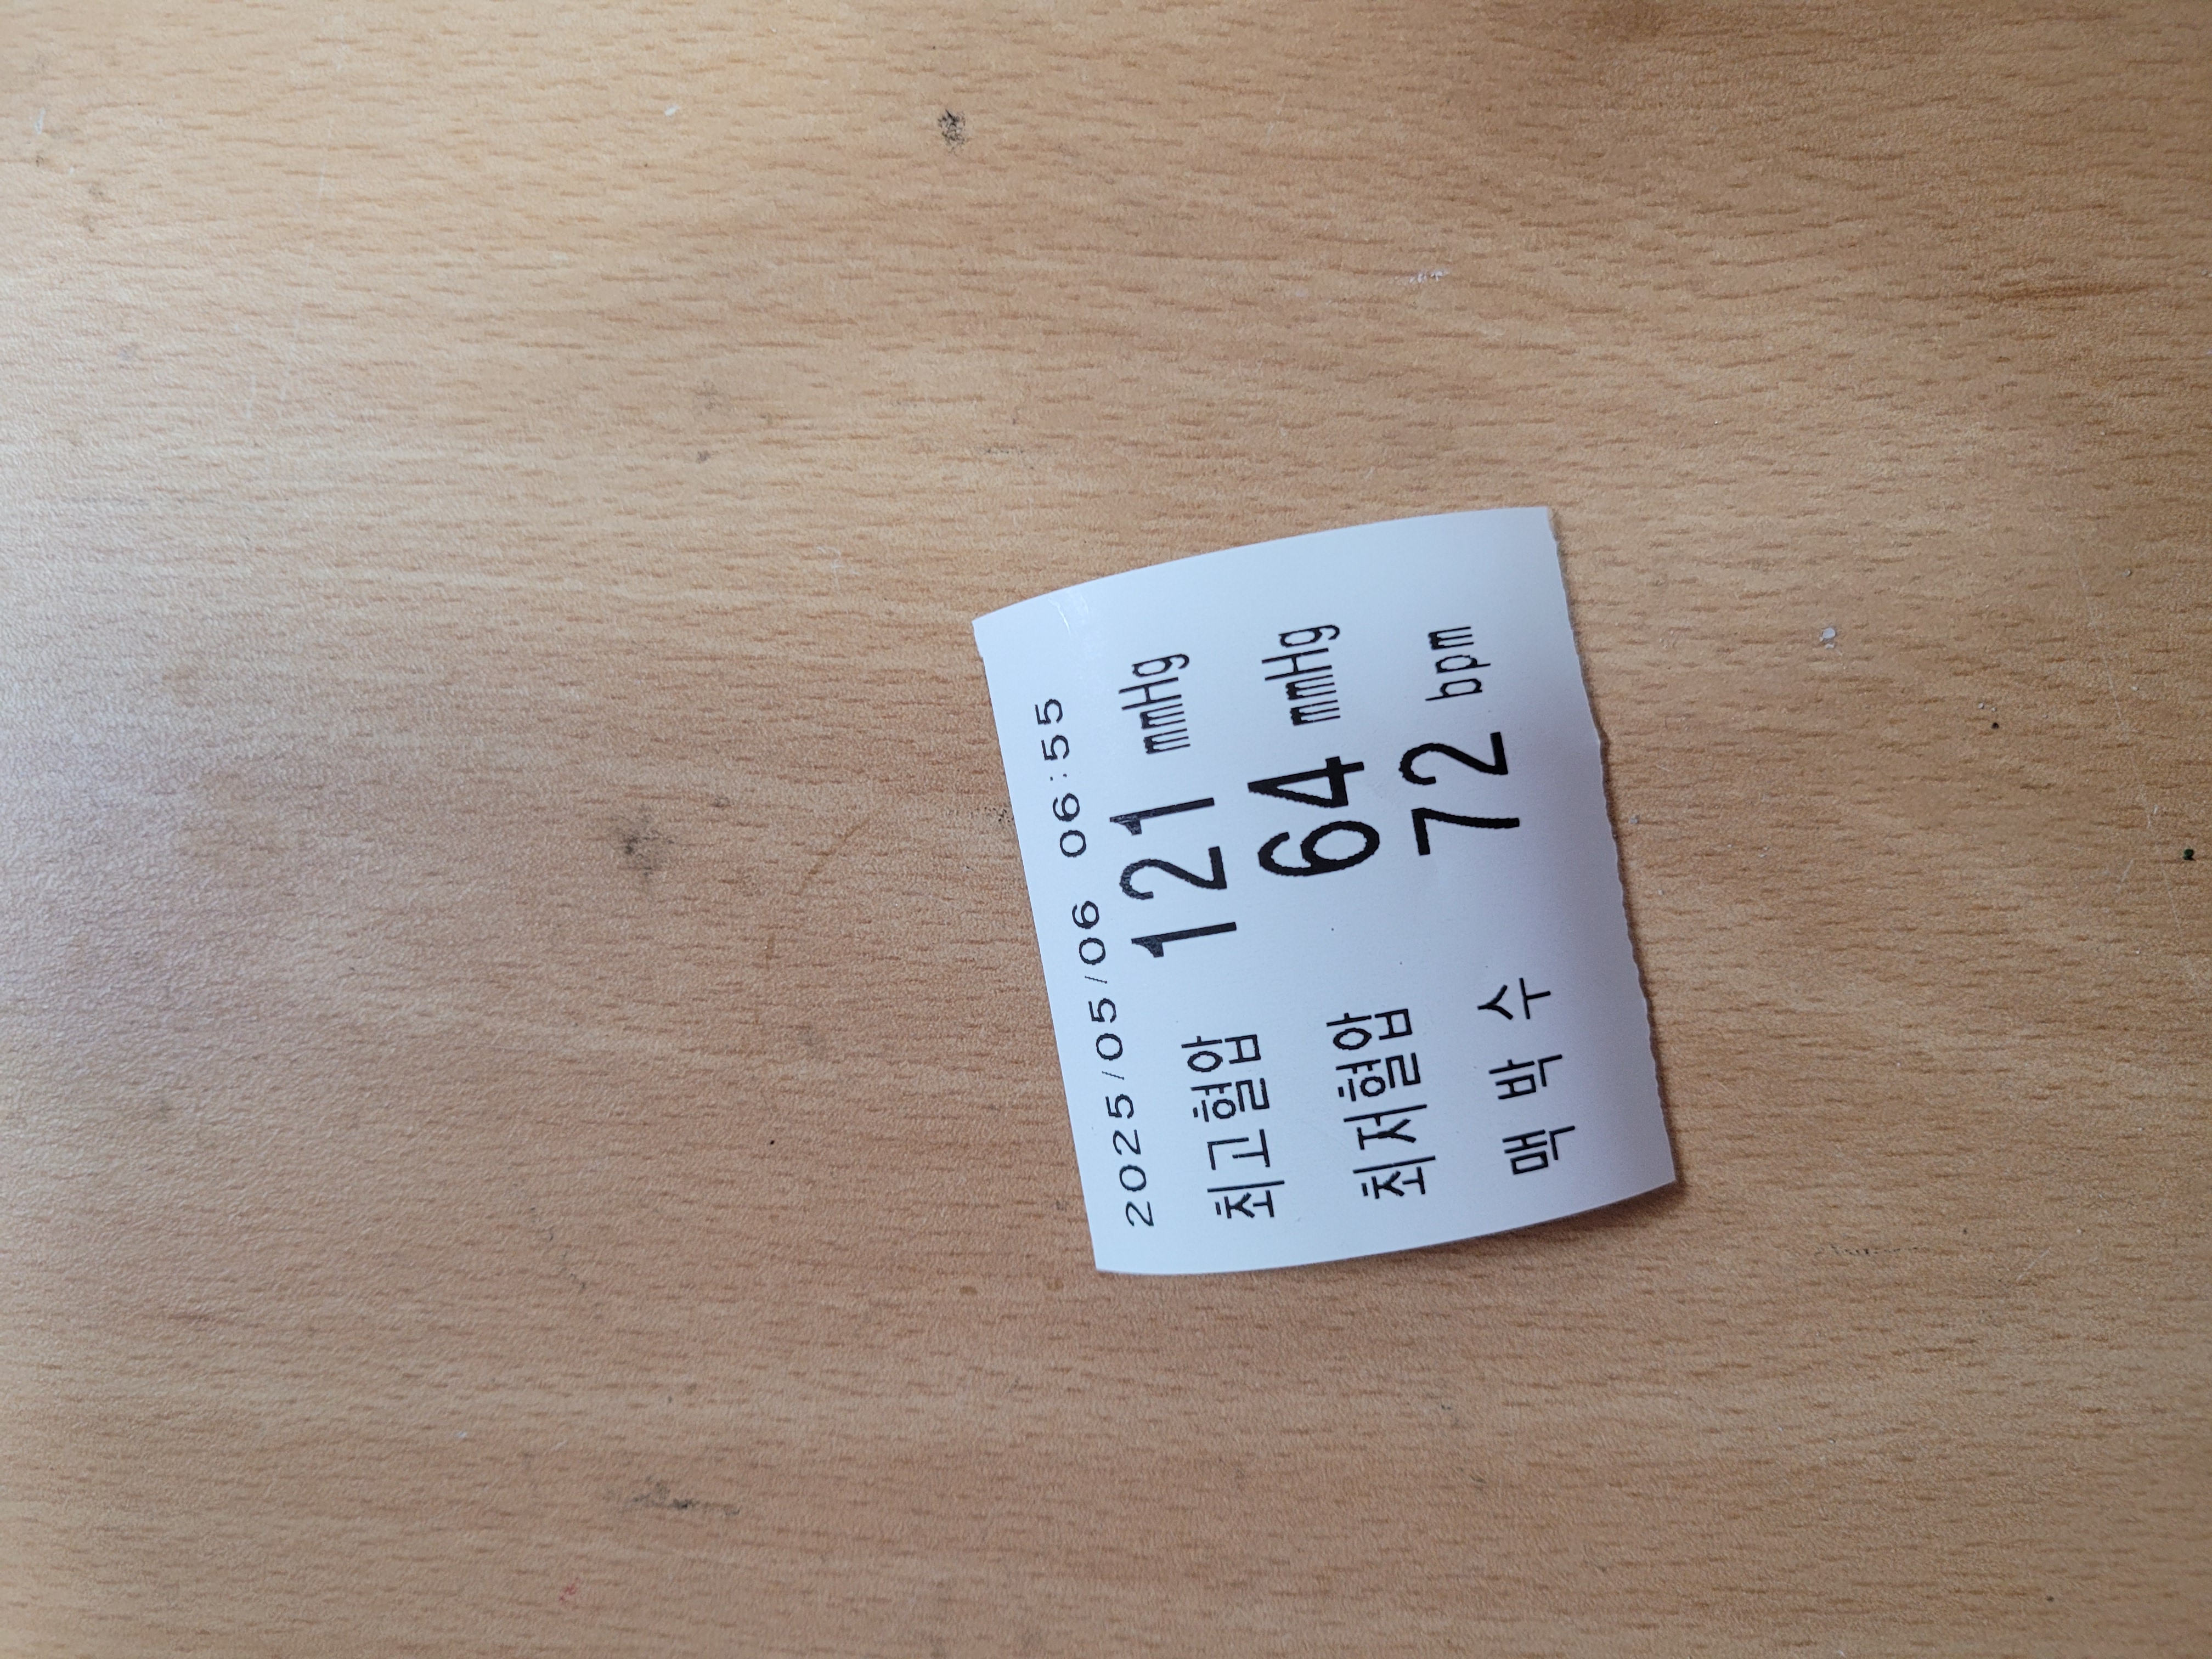 2025/05/06 06:55
최고혈압 121 mmHg
최저혈압 64 mmHg
맥 박 수 72 bpm